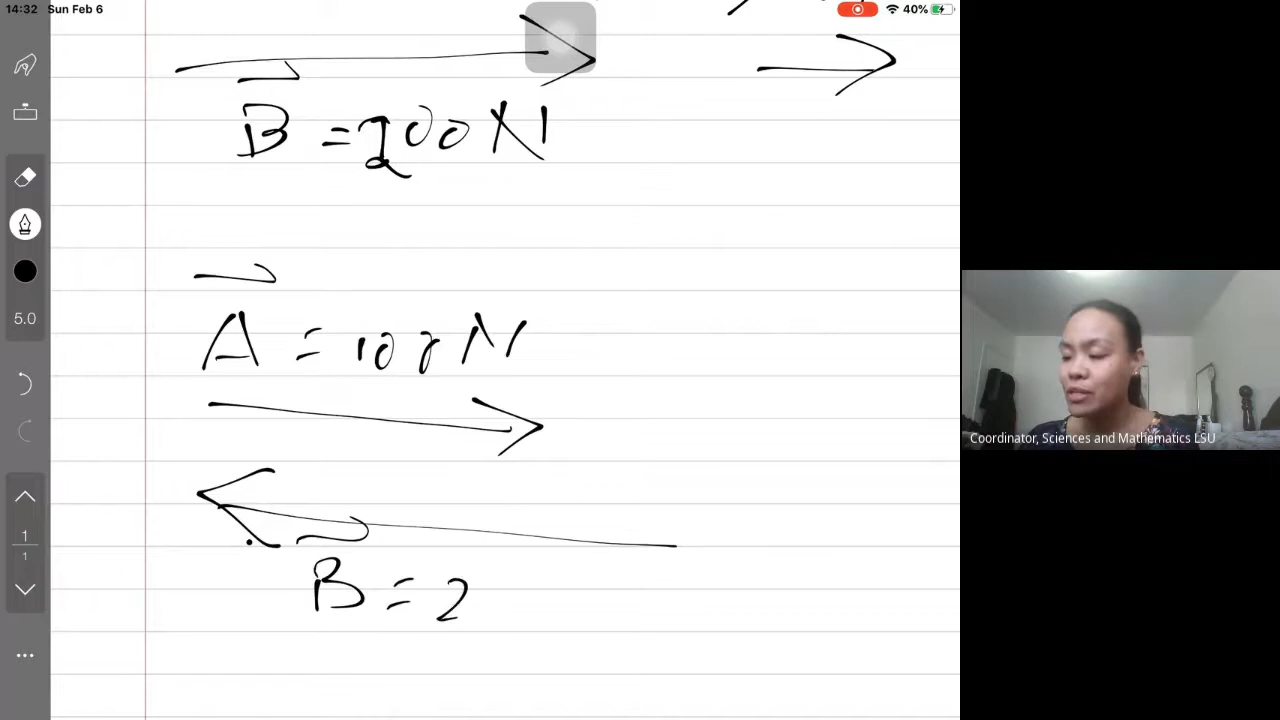 14:32 Sun Feb 6
40%
B = 200 N
A = 100 N
5.0
1
1
B = 2
Coordinator, Sciences and Mathematics LSU